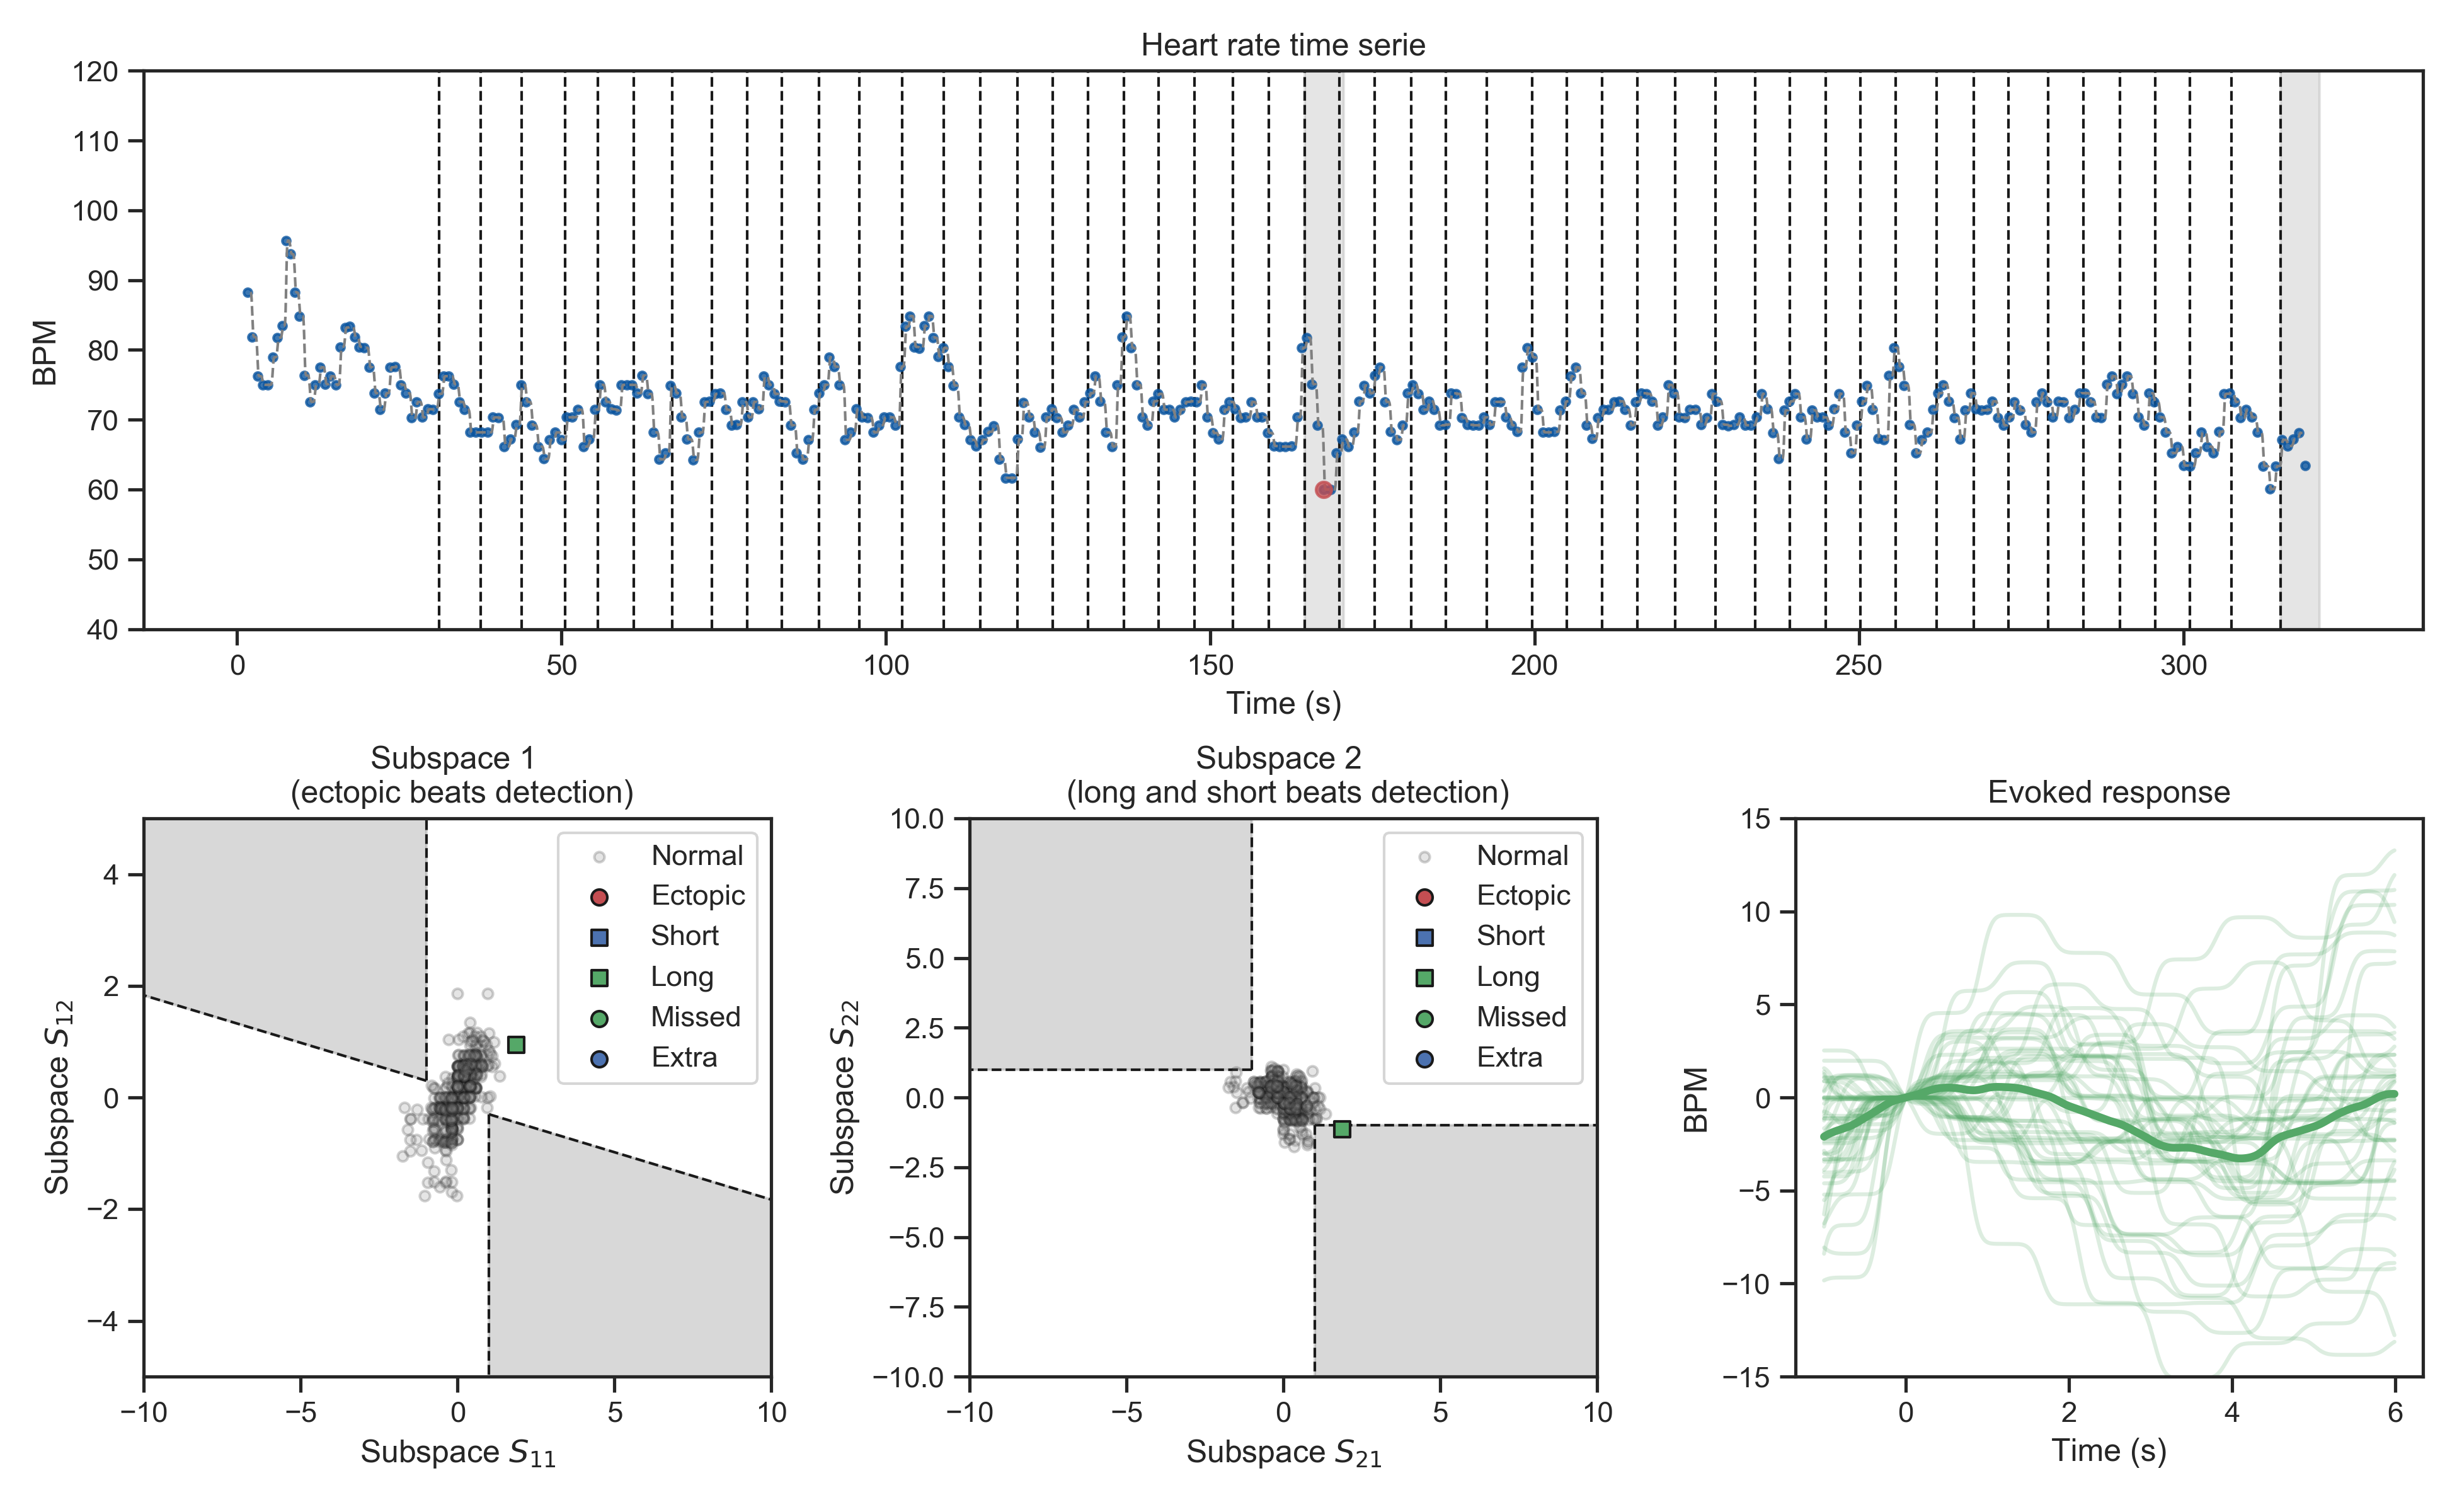 Heart rate time serie
BPM
120
110
100
90
80
70
60
50
40
0 50 100 150 200 250 300
Time (s)
Subspace 1
(ectopic beats detection)
Subspace S12
4
2
0
−2
−4
Normal
Ectopic
Short
Long
Missed
Extra
−10 −5 0 5 10
Subspace S11
Subspace 2
(long and short beats detection)
Subspace S22
10.0
7.5
5.0
2.5
0.0
−2.5
−5.0
−7.5
−10.0
Normal
Ectopic
Short
Long
Missed
Extra
−10 −5 0 5 10
Subspace S21
Evoked response
BPM
15
10
5
0
−5
−10
−15
0 2 4 6
Time (s)